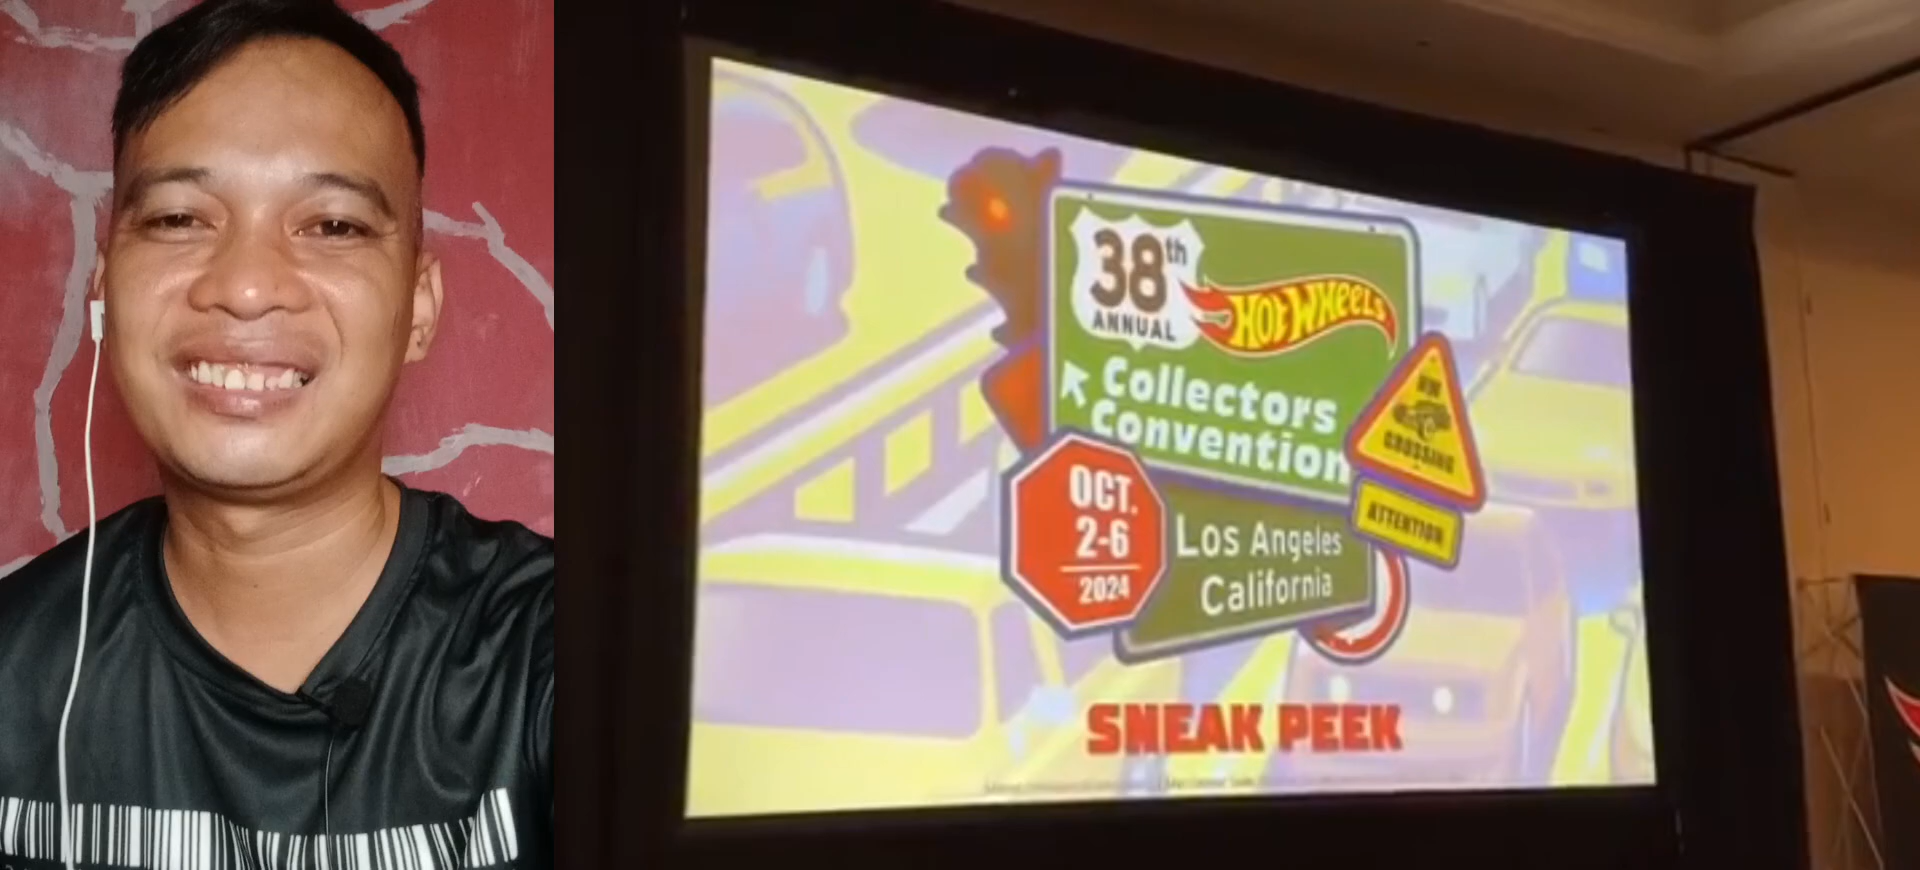 38th
ANNUAL
HOT WHEELS
Collectors
Convention
HW
CROSSING
ATTENTION
OCT.
2-6
2024
Los Angeles
California
SNEAK PEEK